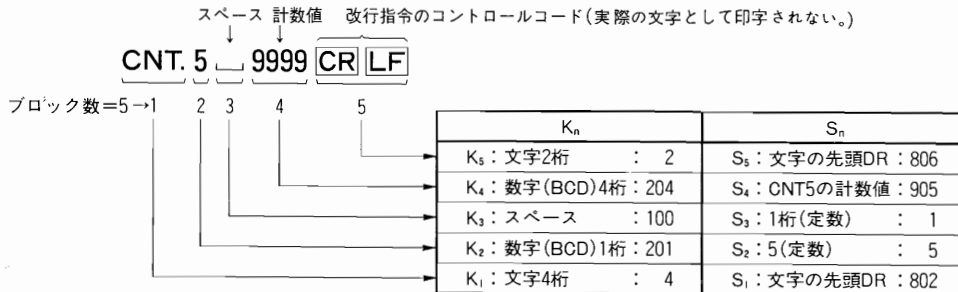 スペース 計数値 改行指令のコントロールコード(実際の文字として印字されない。)
CNT. 5 9999 CR LF
ブロック数=5→1 2 3 4 5
Kn Sn
K5:文字2桁 : 2 S5:文字の先頭DR:806
K4:数字(BCD)4桁:204 S4:CNT5の計数値:905
K3:スペース :100 S3:1桁(定数) : 1
K2:数字(BCD)1桁:201 S2:5(定数) : 5
K1:文字4桁 : 4 S1:文字の先頭DR:802